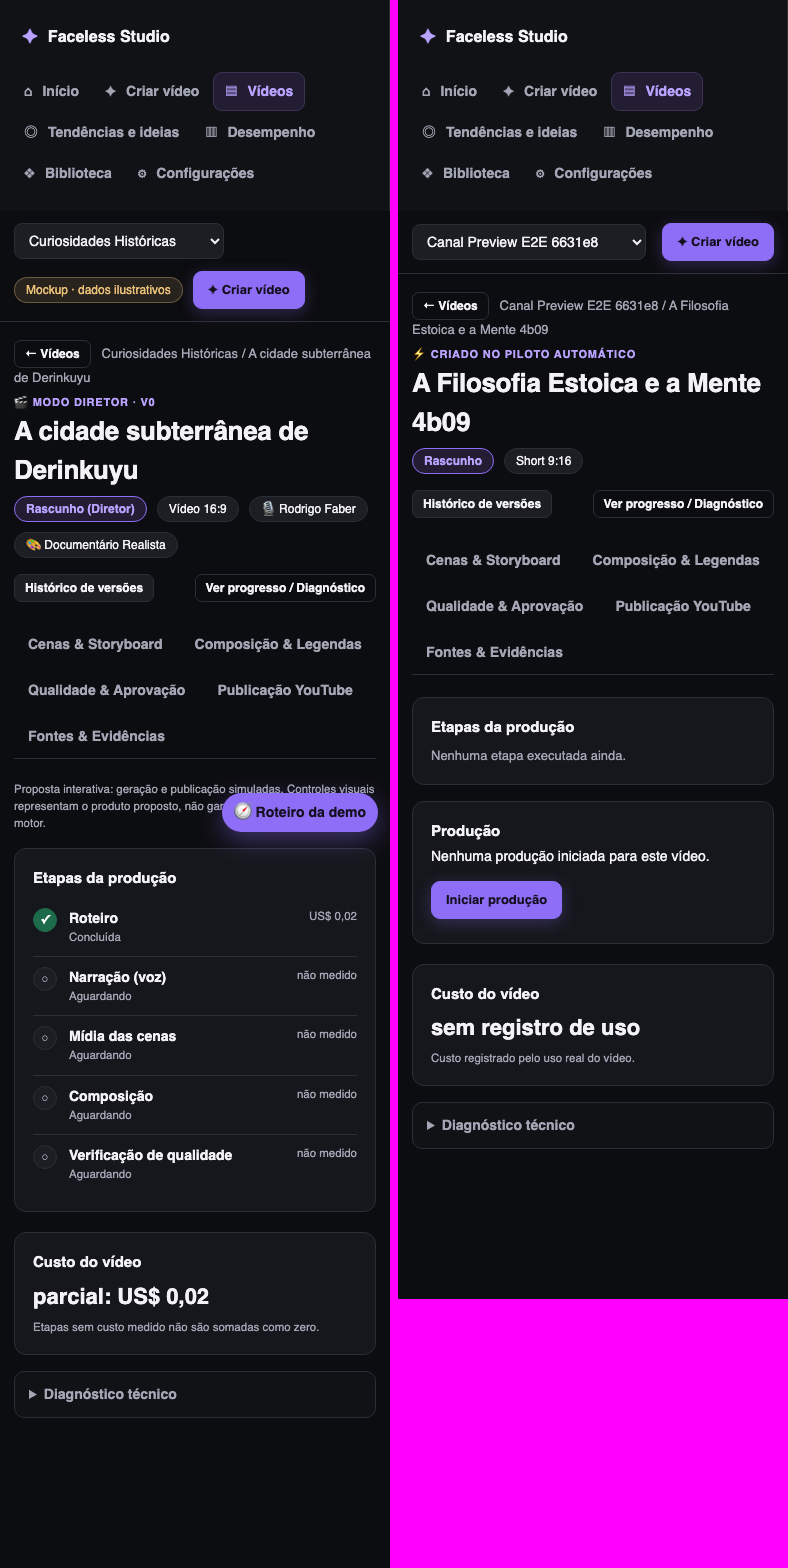 ✦ Faceless Studio
⌂ Início ✦ Criar vídeo ▤ Vídeos
◎ Tendências e ideias ▥ Desempenho
❖ Biblioteca ⚙ Configurações
Curiosidades Históricas
Mockup · dados ilustrativos ✦ Criar vídeo
← Vídeos Curiosidades Históricas / A cidade subterrânea
de Derinkuyu
🎬 MODO DIRETOR · V0
A cidade subterrânea de
Derinkuyu
Rascunho (Diretor) Vídeo 16:9 🎙 Rodrigo Faber
🎨 Documentário Realista
Histórico de versões Ver progresso / Diagnóstico
Cenas & Storyboard Composição & Legendas
Qualidade & Aprovação Publicação YouTube
Fontes & Evidências
Proposta interativa: geração e publicação simuladas. Controles visuais
representam o produto proposto, não
motor.
🧭 Roteiro da demo
Etapas da produção
✔ Roteiro US$ 0,02
Concluída
○ Narração (voz) não medido
Aguardando
○ Mídia das cenas não medido
Aguardando
○ Composição não medido
Aguardando
○ Verificação de qualidade não medido
Aguardando
Custo do vídeo
parcial: US$ 0,02
Etapas sem custo medido não são somadas como zero.
▶ Diagnóstico técnico
✦ Faceless Studio
⌂ Início ✦ Criar vídeo ▤ Vídeos
◎ Tendências e ideias ▥ Desempenho
❖ Biblioteca ⚙ Configurações
Canal Preview E2E 6631e8 ✦ Criar vídeo
← Vídeos Canal Preview E2E 6631e8 / A Filosofia
Estoica e a Mente 4b09
⚡ CRIADO NO PILOTO AUTOMÁTICO
A Filosofia Estoica e a Mente
4b09
Rascunho Short 9:16
Histórico de versões Ver progresso / Diagnóstico
Cenas & Storyboard Composição & Legendas
Qualidade & Aprovação Publicação YouTube
Fontes & Evidências
Etapas da produção
Nenhuma etapa executada ainda.
Produção
Nenhuma produção iniciada para este vídeo.
Iniciar produção
Custo do vídeo
sem registro de uso
Custo registrado pelo uso real do vídeo.
▶ Diagnóstico técnico